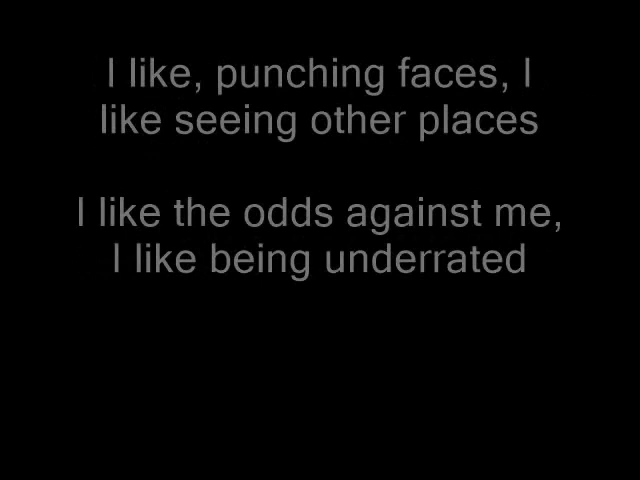 I like, punching faces, I
like seeing other places
I like the odds against me,
I like being underrated